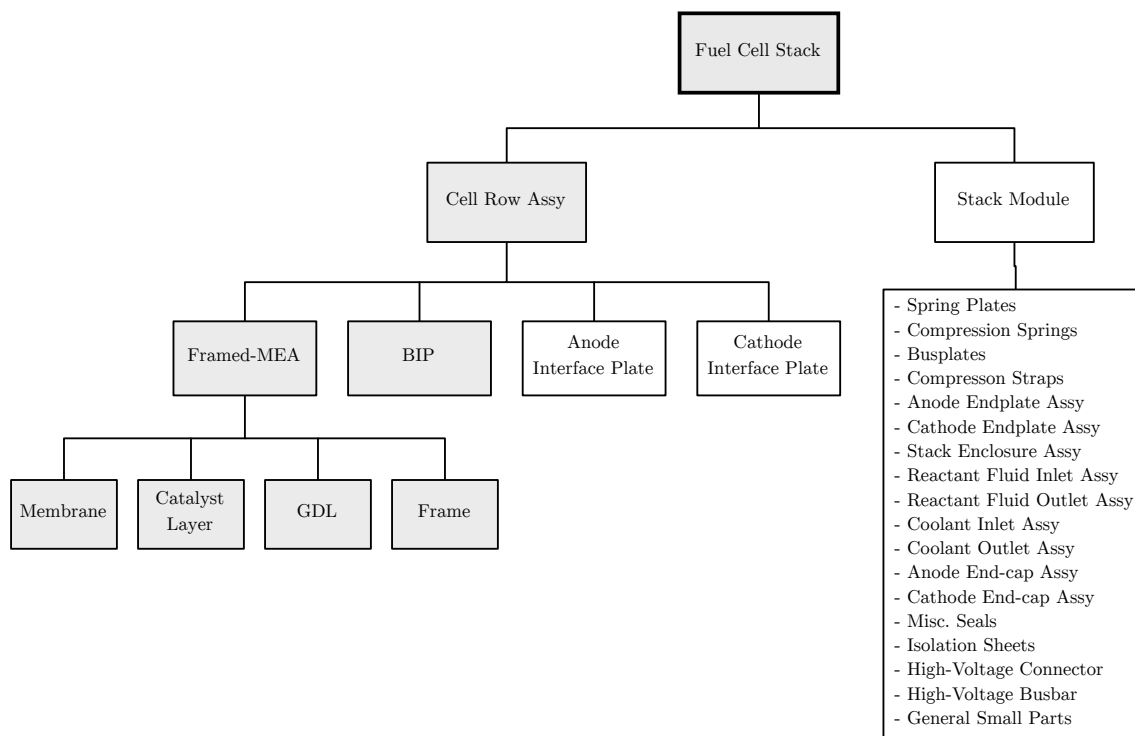 Fuel Cell Stack
Cell Row Assy
Stack Module
Framed-MEA
BIP
Anode
Interface Plate
Cathode
Interface Plate
Membrane
Catalyst
Layer
GDL
Frame
- Spring Plates
- Compression Springs
- Busplates
- Compresson Straps
- Anode Endplate Assy
- Cathode Endplate Assy
- Stack Enclosure Assy
- Reactant Fluid Inlet Assy
- Reactant Fluid Outlet Assy
- Coolant Inlet Assy
- Coolant Outlet Assy
- Anode End-cap Assy
- Cathode End-cap Assy
- Misc. Seals
- Isolation Sheets
- High-Voltage Connector
- High-Voltage Busbar
- General Small Parts